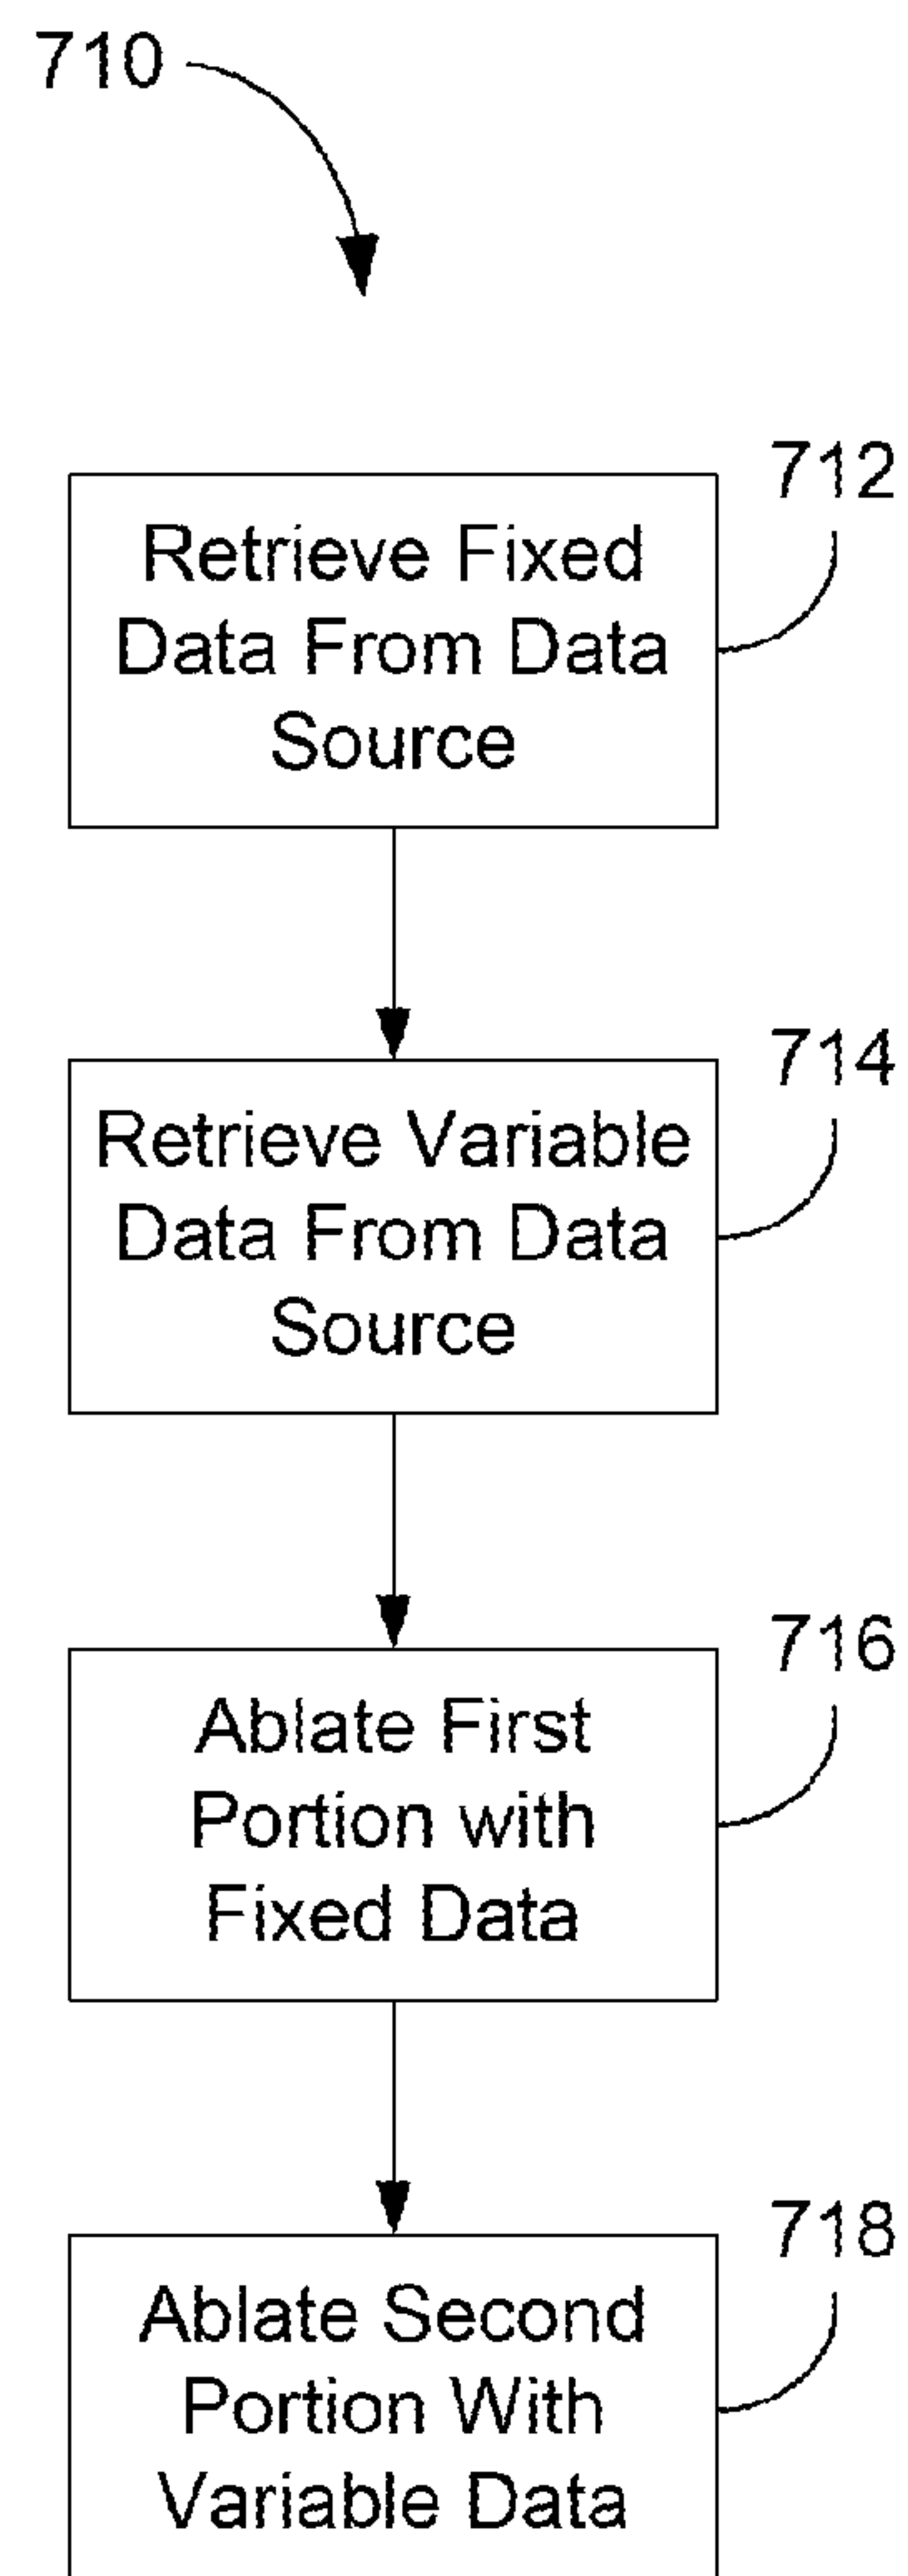 710
712
Retrieve Fixed
Data From Data
Source
714
Retrieve Variable
Data From Data
Source
716
Ablate First
Portion with
Fixed Data
718
Ablate Second
Portion With
Variable Data